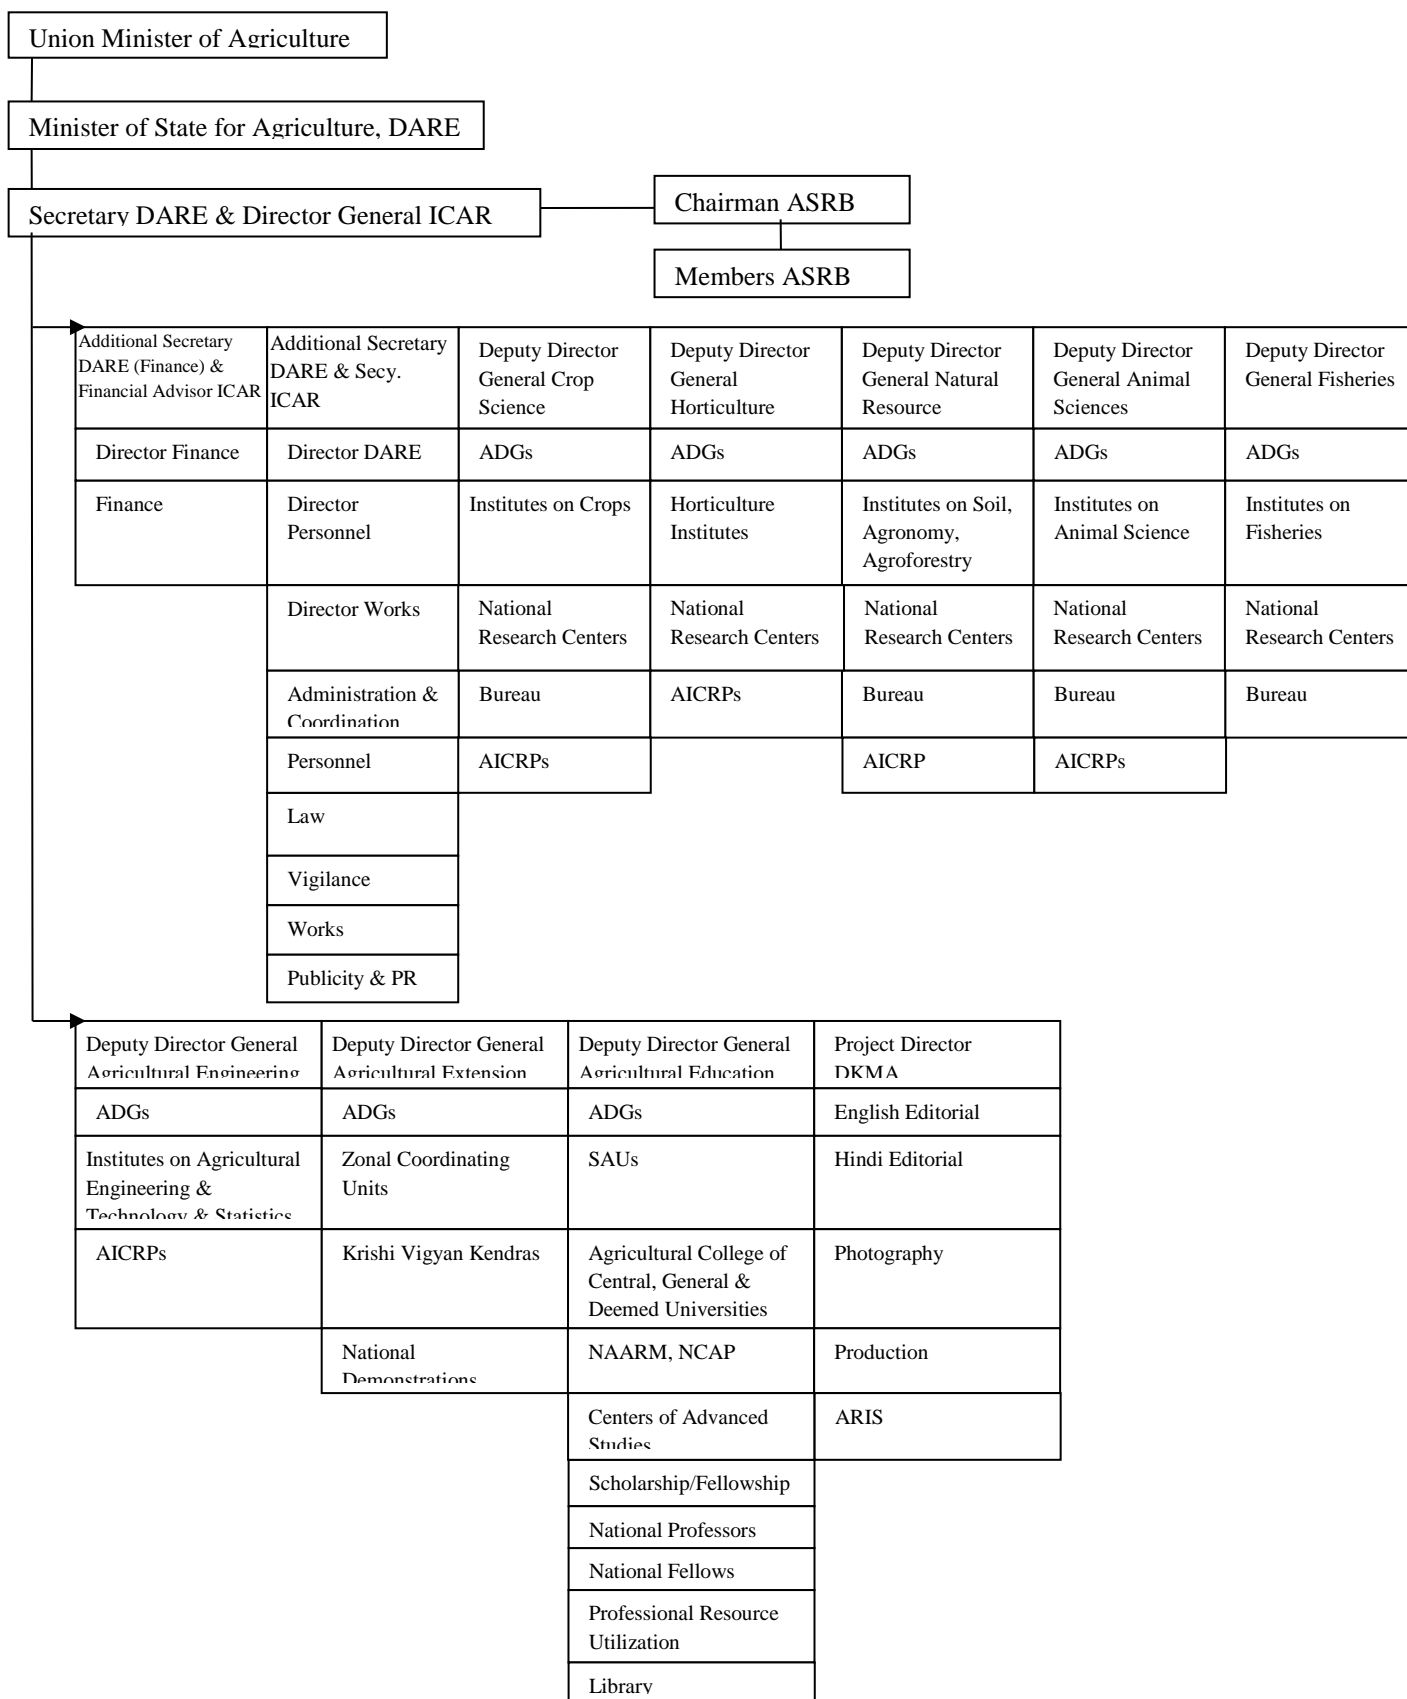 Union Minister of Agriculture
Minister of State for Agriculture, DARE
Secretary DARE & Director General ICAR
Chairman ASRB
Members ASRB
Additional Secretary
DARE (Finance) &
Financial Advisor ICAR
Additional Secretary
DARE & Secy.
ICAR
Deputy Director
General Crop
Science
Deputy Director
General
Horticulture
Deputy Director
General Natural
Resource
Deputy Director
General Animal
Sciences
Deputy Director
General Fisheries
Director Finance
Director DARE
ADGs
ADGs
ADGs
ADGs
ADGs
Finance
Director
Personnel
Institutes on Crops
Horticulture
Institutes
Institutes on Soil,
Agronomy,
Agroforestry
Institutes on
Animal Science
Institutes on
Fisheries
Director Works
National
Research Centers
National
Research Centers
National
Research Centers
National
Research Centers
National
Research Centers
Administration &
Coordination
Bureau
AICRPs
Bureau
Bureau
Bureau
Personnel
AICRPs
AICRP
AICRPs
Law
Vigilance
Works
Publicity & PR
Deputy Director General
Agricultural Engineering
Deputy Director General
Agricultural Extension
Deputy Director General
Agricultural Education
Project Director
DKMA
ADGs
ADGs
ADGs
English Editorial
Institutes on Agricultural
Engineering &
Technology & Statistics
Zonal Coordinating
Units
SAUs
Hindi Editorial
AICRPs
Krishi Vigyan Kendras
Agricultural College of
Central, General &
Deemed Universities
Photography
National
Demonstrations
NAARM, NCAP
Production
Centers of Advanced
Studies
ARIS
Scholarship/Fellowship
National Professors
National Fellows
Professional Resource
Utilization
Library